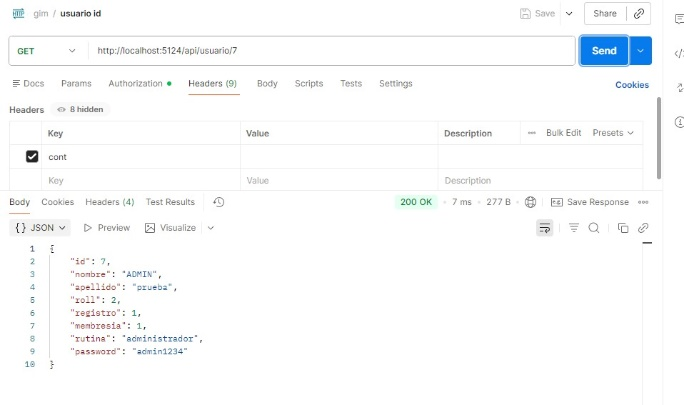 glm / usuario id Save Share
GET http://localhost:5124/api/usuario/7 Send
Docs Params Authorization Headers (9) Body Scripts Tests Settings Cookies
Headers 8 hidden
Key Value Description Bulk Edit Presets
cont
Key Value Description
Body Cookies Headers (4) Test Results 200 OK 7 ms 277 B Save Response
{} JSON Preview Visualize
1 {
2 "id": 7,
3 "nombre": "ADMIN",
4 "apellido": "prueba",
5 "roll": 2,
6 "registro": 1,
7 "membresia": 1,
8 "rutina": "administrador",
9 "password": "admin1234"
10 }